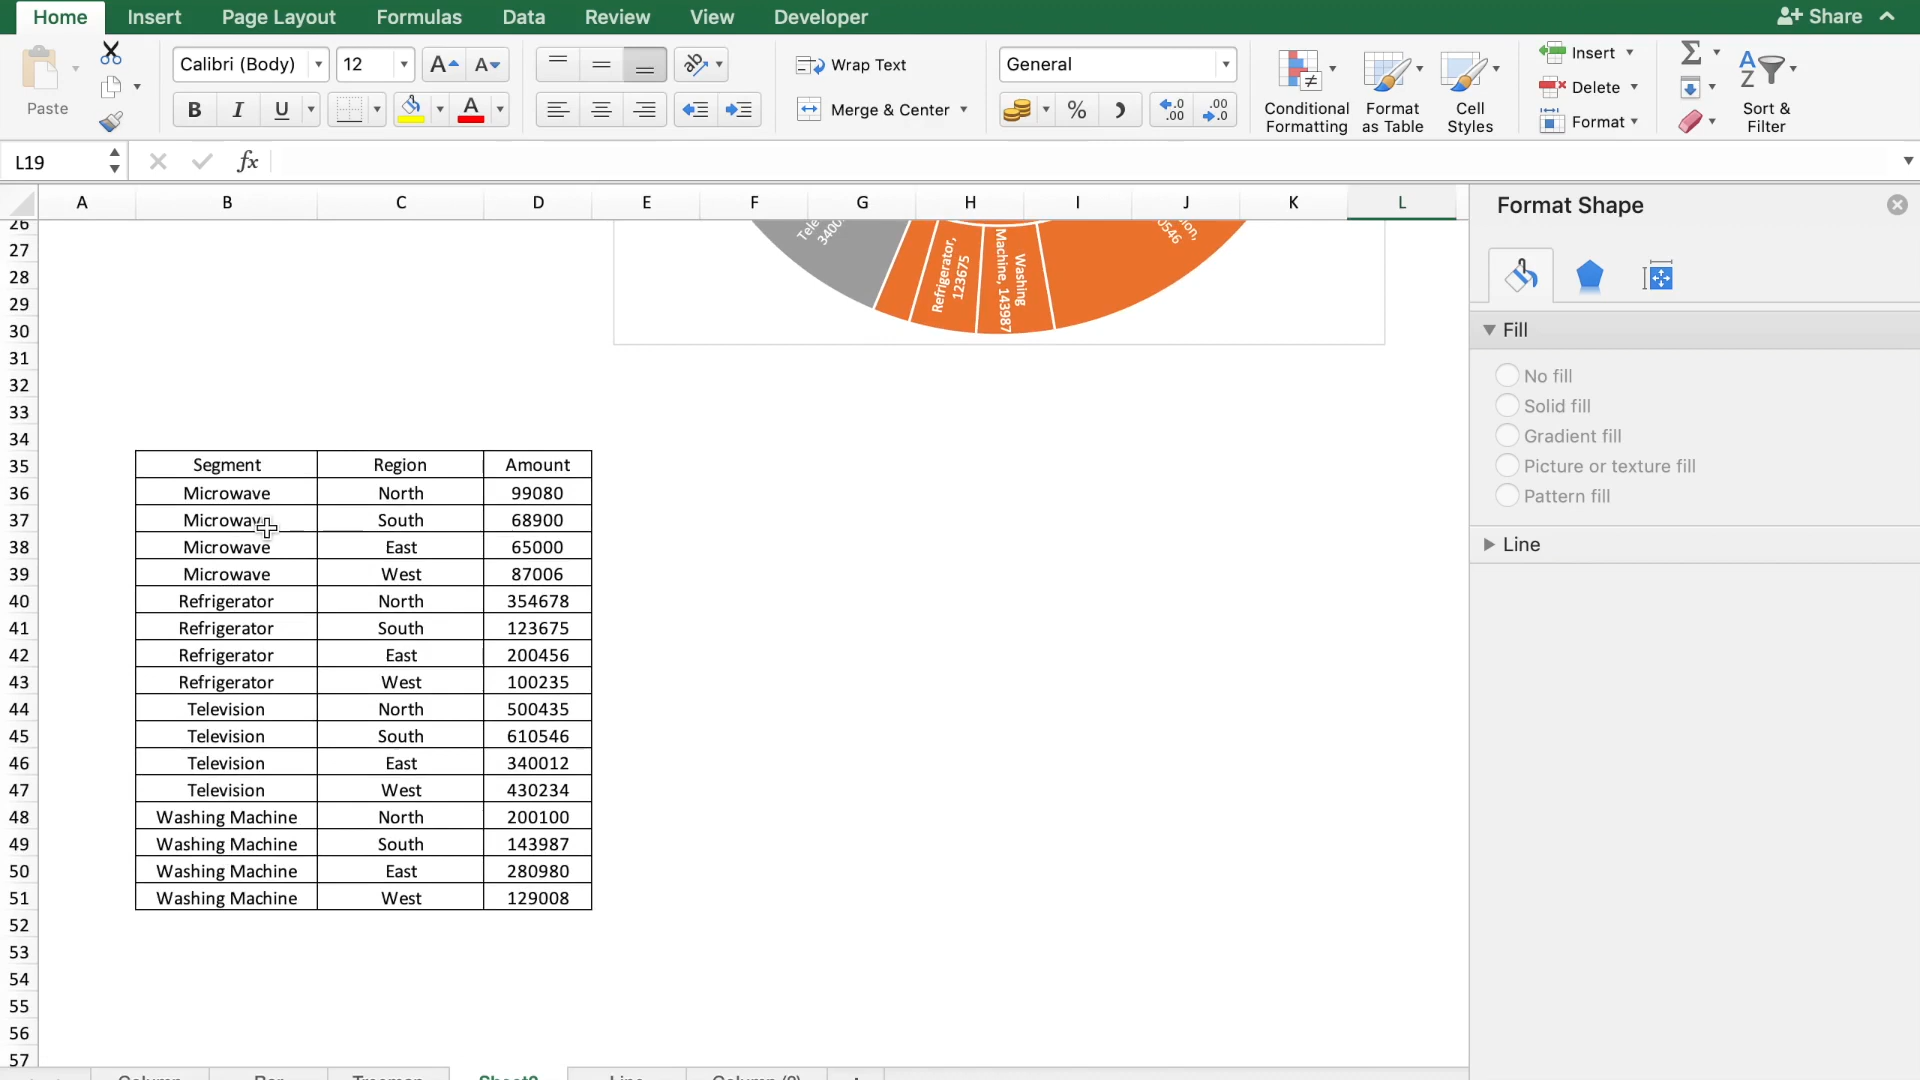 Home Insert Page Layout Formulas Data Review View Developer Share
Paste Calibri (Body) 12 A A ab Wrap Text General
Conditional Formatting Format as Table Cell Styles Insert Delete Format Sort & Filter
B I U A Merge & Center % .0 .00 .00 .0
L19 fx
A B C D E F G H I J K L
26
27
28
29
30
31
32
33
34
35 Segment Region Amount
36 Microwave North 99080
37 Microwave South 68900
38 Microwave East 65000
39 Microwave West 87006
40 Refrigerator North 354678
41 Refrigerator South 123675
42 Refrigerator East 200456
43 Refrigerator West 100235
44 Television North 500435
45 Television South 610546
46 Television East 340012
47 Television West 430234
48 Washing Machine North 200100
49 Washing Machine South 143987
50 Washing Machine East 280980
51 Washing Machine West 129008
52
53
54
55
56
57
Refrigerator,
123675
Washing
Machine, 143987
Format Shape
Fill
No fill
Solid fill
Gradient fill
Picture or texture fill
Pattern fill
Line